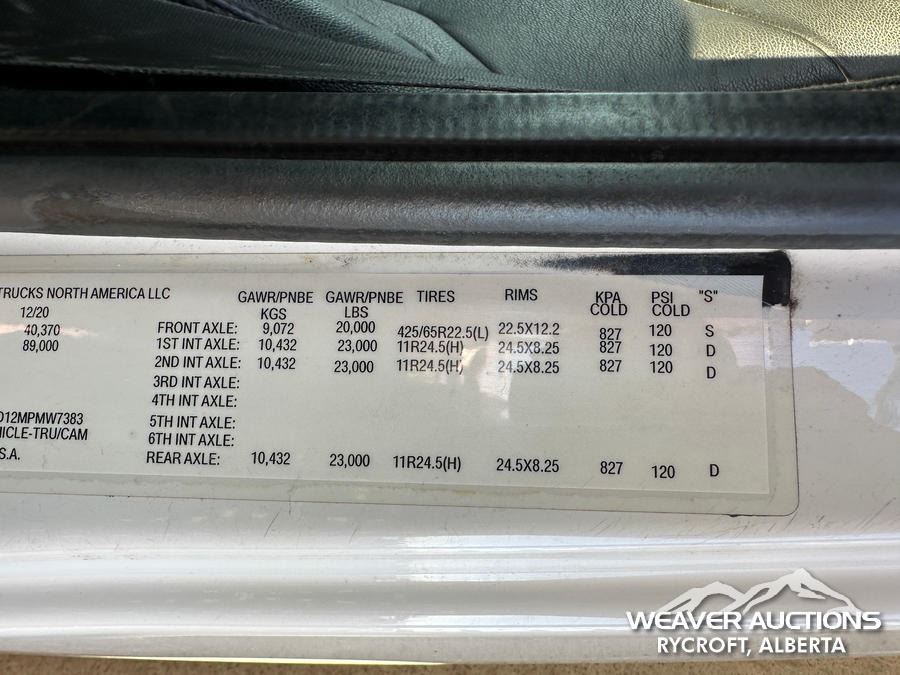 TRUCKS NORTH AMERICA LLC GAWR/PNBE GAWR/PNBE TIRES RIMS KPA PSI "S"
12/20 KGS LBS COLD COLD
40,370 FRONT AXLE: 9,072 20,000 425/65R22.5(L) 22.5X12.2 827 120 S
89,000 1ST INT AXLE: 10,432 23,000 11R24.5(H) 24.5X8.25 827 120 D
2ND INT AXLE: 10,432 23,000 11R24.5(H) 24.5X8.25 827 120 D
3RD INT AXLE:
4TH INT AXLE:
D12MPMW7383 5TH INT AXLE:
HICLE-TRU/CAM 6TH INT AXLE:
S.A. REAR AXLE: 10,432 23,000 11R24.5(H) 24.5X8.25 827 120 D
WEAVER AUCTIONS
RYCROFT, ALBERTA